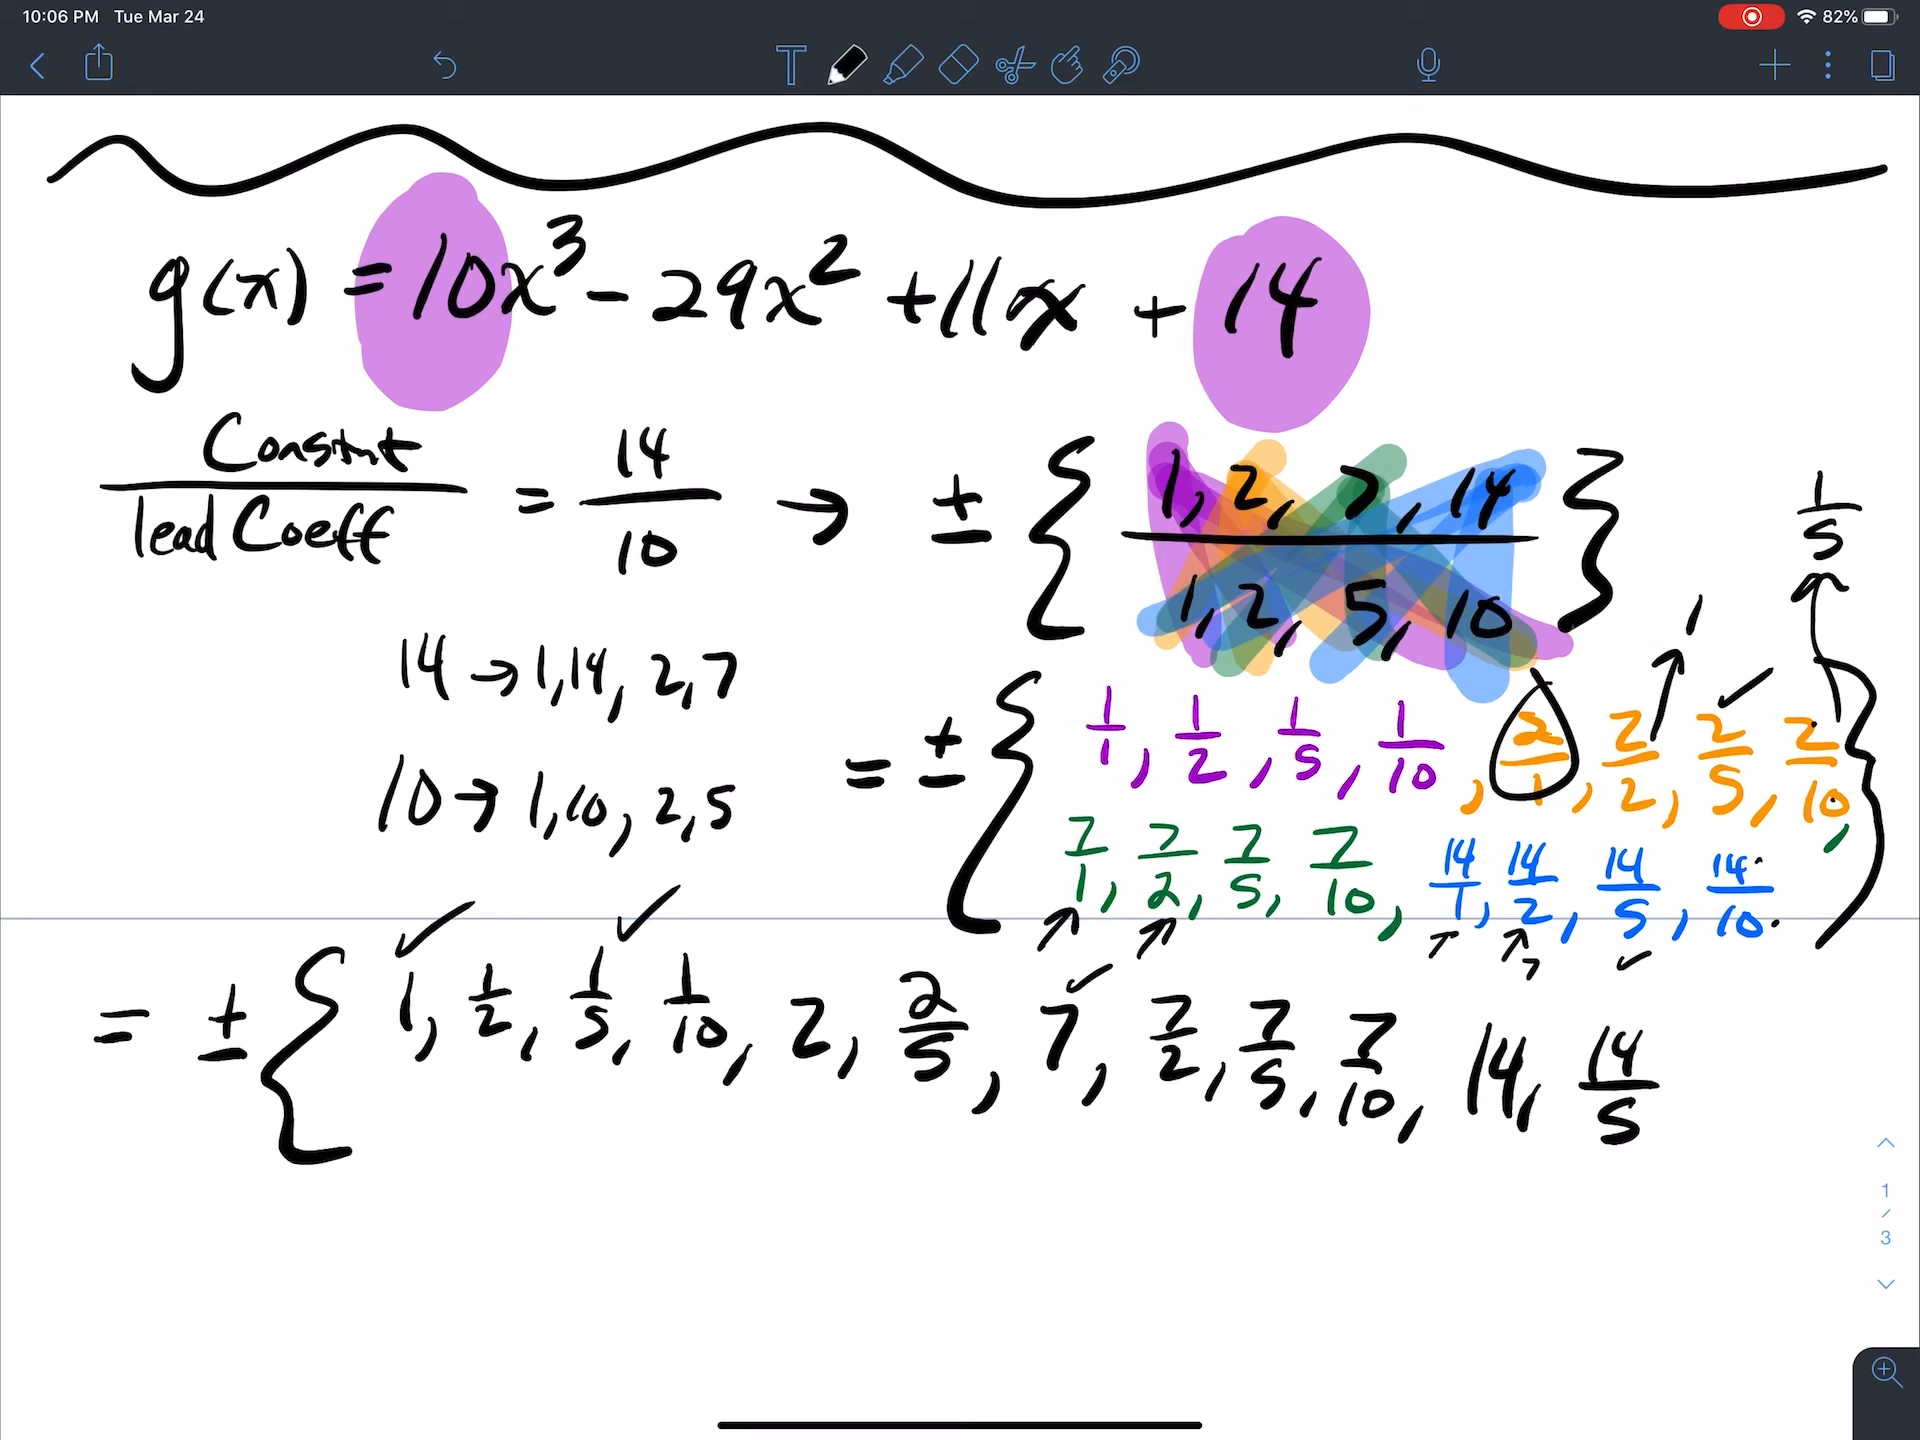 10:06 PM Tue Mar 24 82%
T
g(x) = 10x³ - 29x² + 11x + 14
Constnt / lead Coeff = 14/10 → ± { 1, 2, 7, 14 / 1, 2, 5, 10 }
1/5
1
14 → 1,14, 2,7
= ± { 1/1, 1/2, 1/5, 1/10, 2/1, 2/2, 2/5, 2/10,
10 → 1,10, 2,5
7/1, 7/2, 7/5, 7/10, 14/1, 14/2, 14/5, 14/10 }
7
= ± { 1, 1/2, 1/5, 1/10, 2, 2/5, 7, 7/2, 7/5, 7/10, 14, 14/5
1
/
3